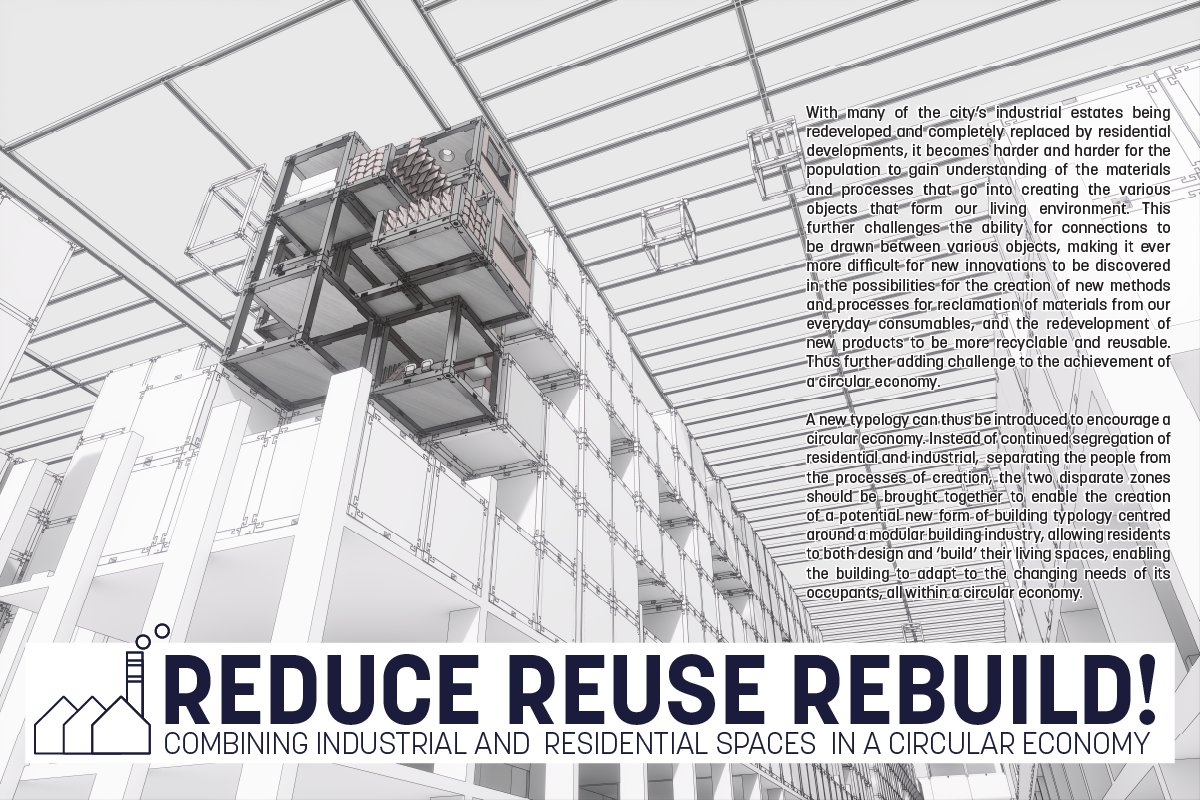 With many of the city's industrial estates being
redeveloped and completely replaced by residential
developments, it becomes harder and harder for the
population to gain understanding of the materials
and processes that go into creating the various
objects that form our living environment. This
further challenges the ability for connections to
be drawn between various objects, making it ever
more difficult for new innovations to be discovered
in the possibilities for the creation of new methods
and processes for reclamation of materials from our
everyday consumables, and the redevelopment of
new products to be more recyclable and reusable.
Thus further adding challenge to the achievement of
a circular economy.
A new typology can thus be introduced to encourage a
circular economy. Instead of continued segregation of
residential and industrial, separating the people from
the processes of creation, the two disparate zones
should be brought together to enable the creation
of a potential new form of building typology centred
around a modular building industry, allowing residents
to both design and 'build' their living spaces, enabling
the building to adapt to the changing needs of its
occupants, all within a circular economy.
REDUCE REUSE REBUILD!
COMBINING INDUSTRIAL AND RESIDENTIAL SPACES IN A CIRCULAR ECONOMY